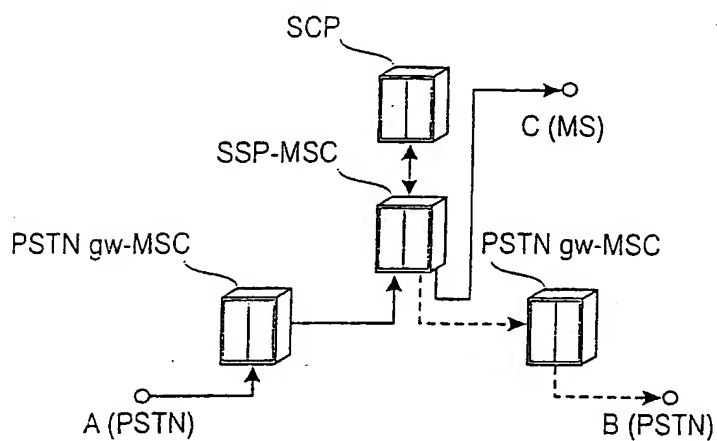 SCP
C (MS)
SSP-MSC
PSTN gw-MSC
PSTN gw-MSC
A (PSTN)
B (PSTN)